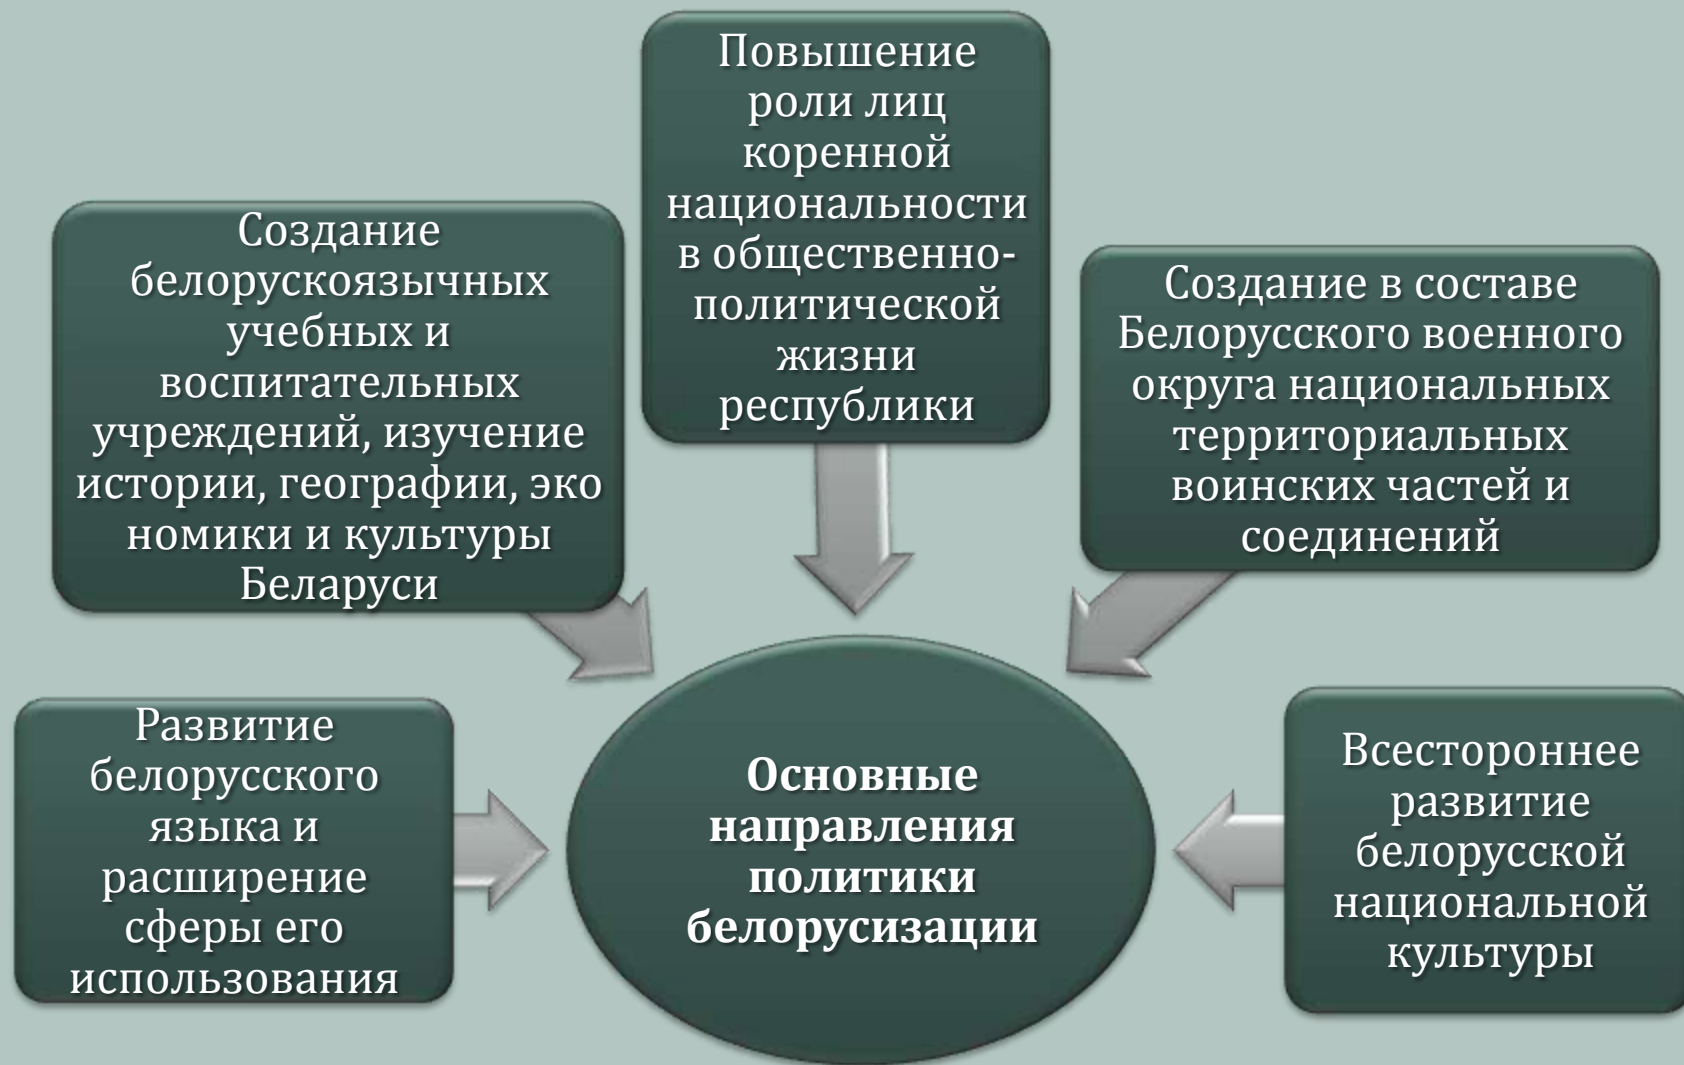 Повышение
роли лиц
коренной
национальности
в общественно-
политической
жизни
республики
Создание
белорускоязычных
учебных и
воспитательных
учреждений, изучение
истории, географии, эко
номики и культуры
Беларуси
Создание в составе
Белорусского военного
округа национальных
территориальных
воинских частей и
соединений
Развитие
белорусского
языка и
расширение
сферы его
использования
Основные
направления
политики
белорусизации
Всестороннее
развитие
белорусской
национальной
культуры